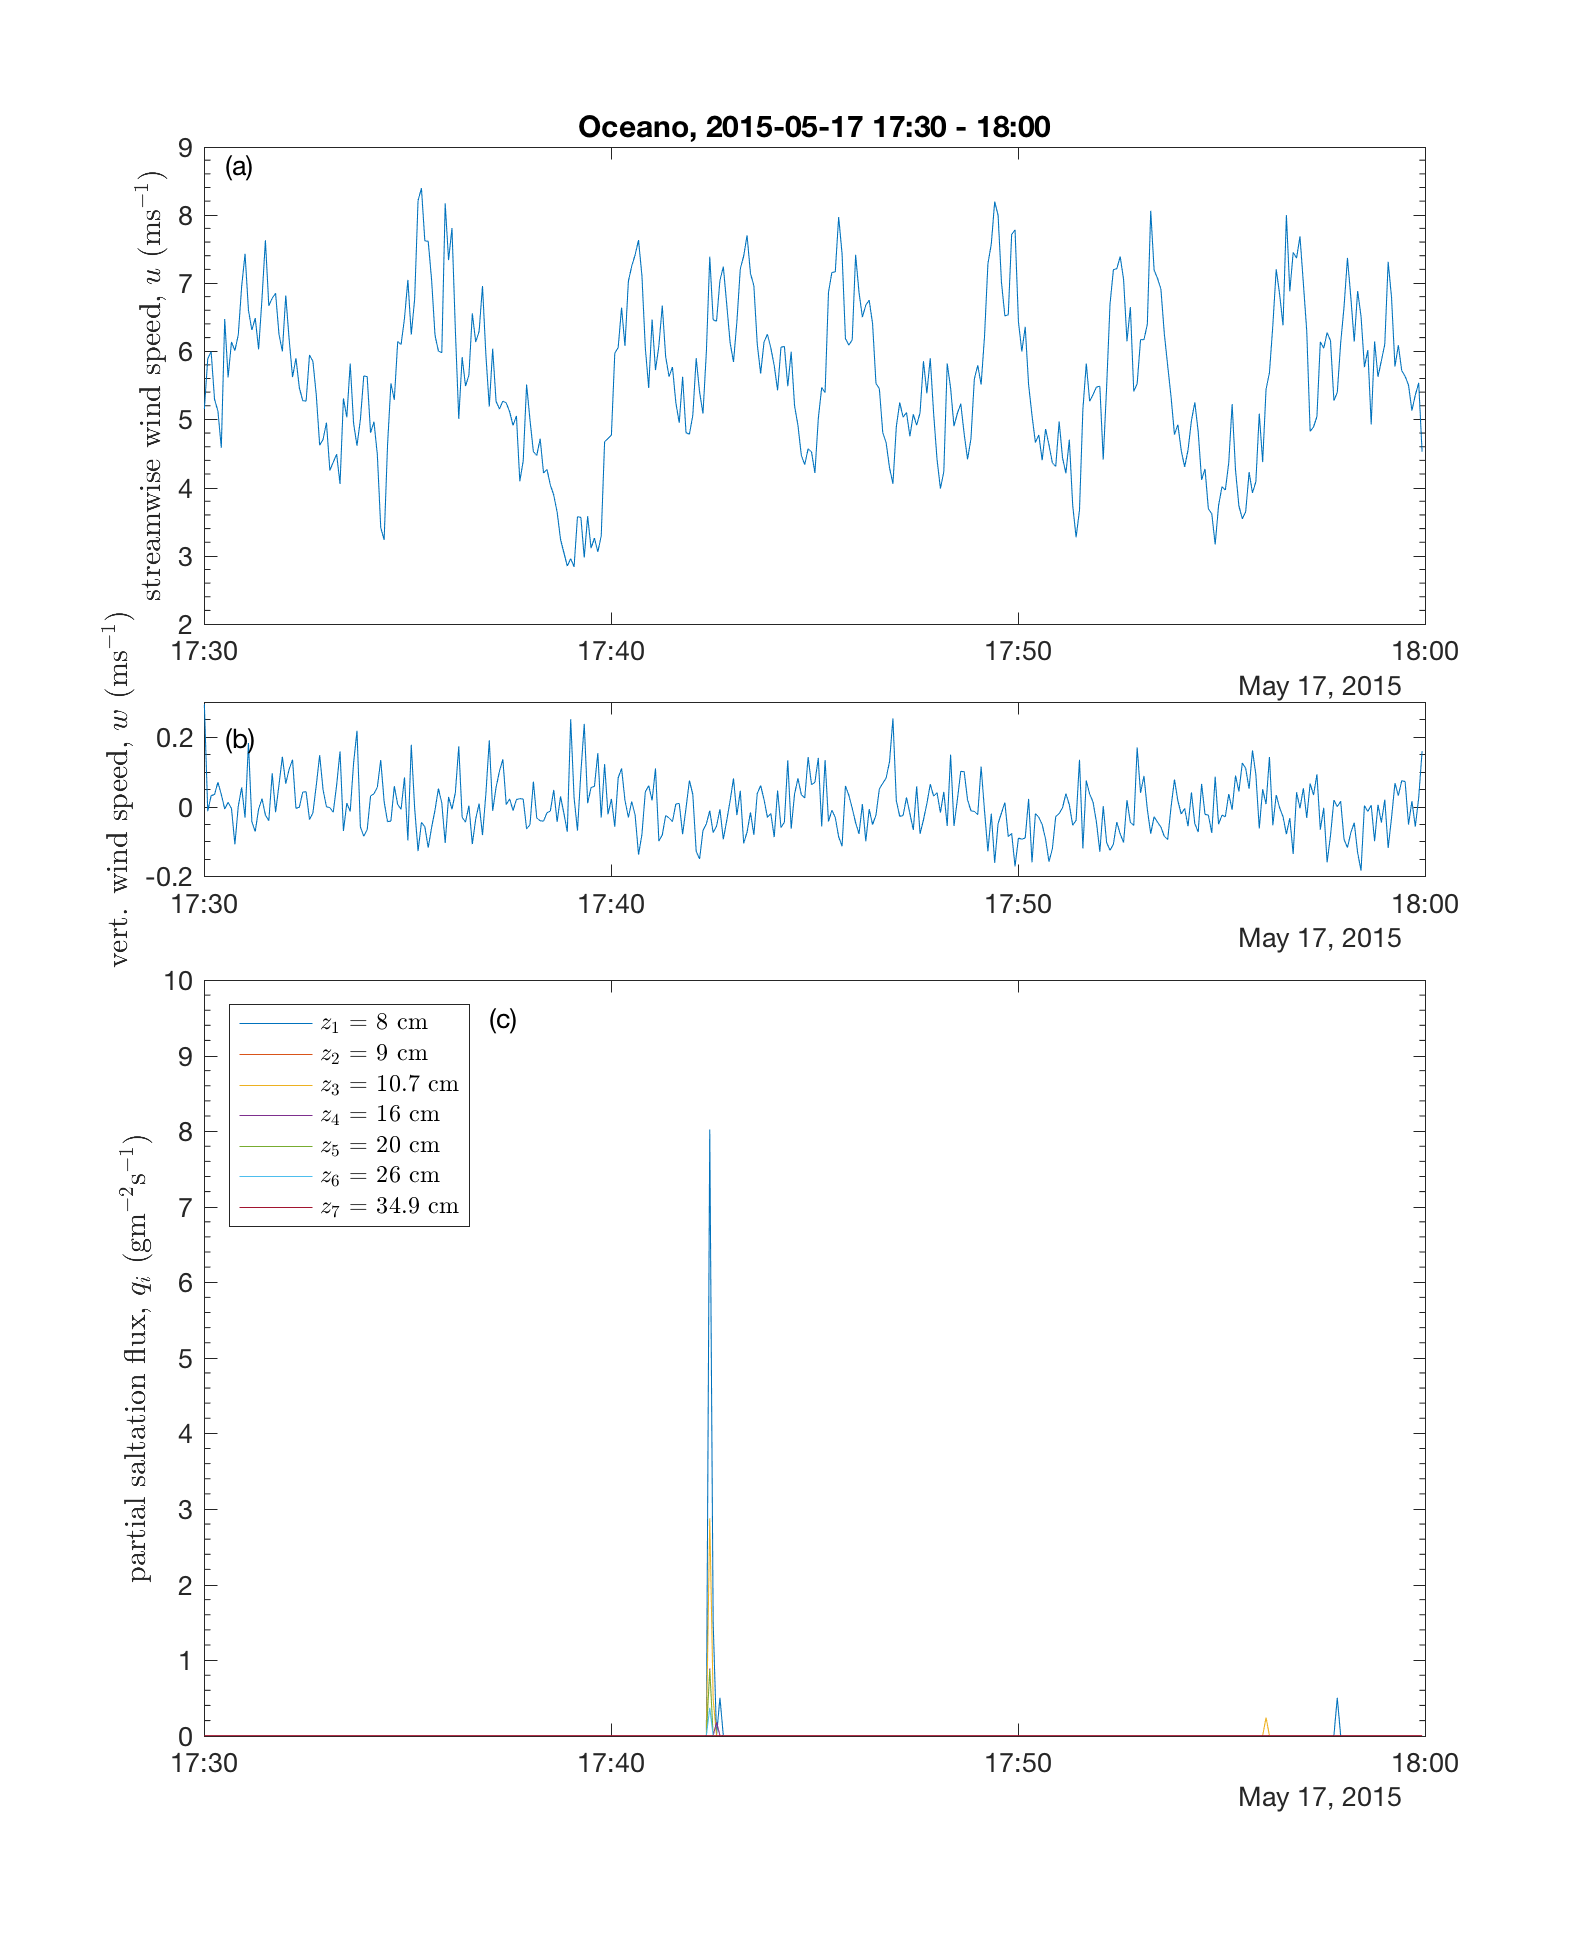 Oceano, 2015-05-17 17:30 - 18:00
(a)
streamwise wind speed, u (ms⁻¹)
9
8
7
6
5
4
3
2
17:30 17:40 17:50 18:00
May 17, 2015
(b)
vert. wind speed, w (ms⁻¹)
0.2
0
-0.2
17:30 17:40 17:50 18:00
May 17, 2015
(c)
partial saltation flux, qᵢ (gm⁻²s⁻¹)
10
9
8
7
6
5
4
3
2
1
0
z₁ = 8 cm
z₂ = 9 cm
z₃ = 10.7 cm
z₄ = 16 cm
z₅ = 20 cm
z₆ = 26 cm
z₇ = 34.9 cm
17:30 17:40 17:50 18:00
May 17, 2015